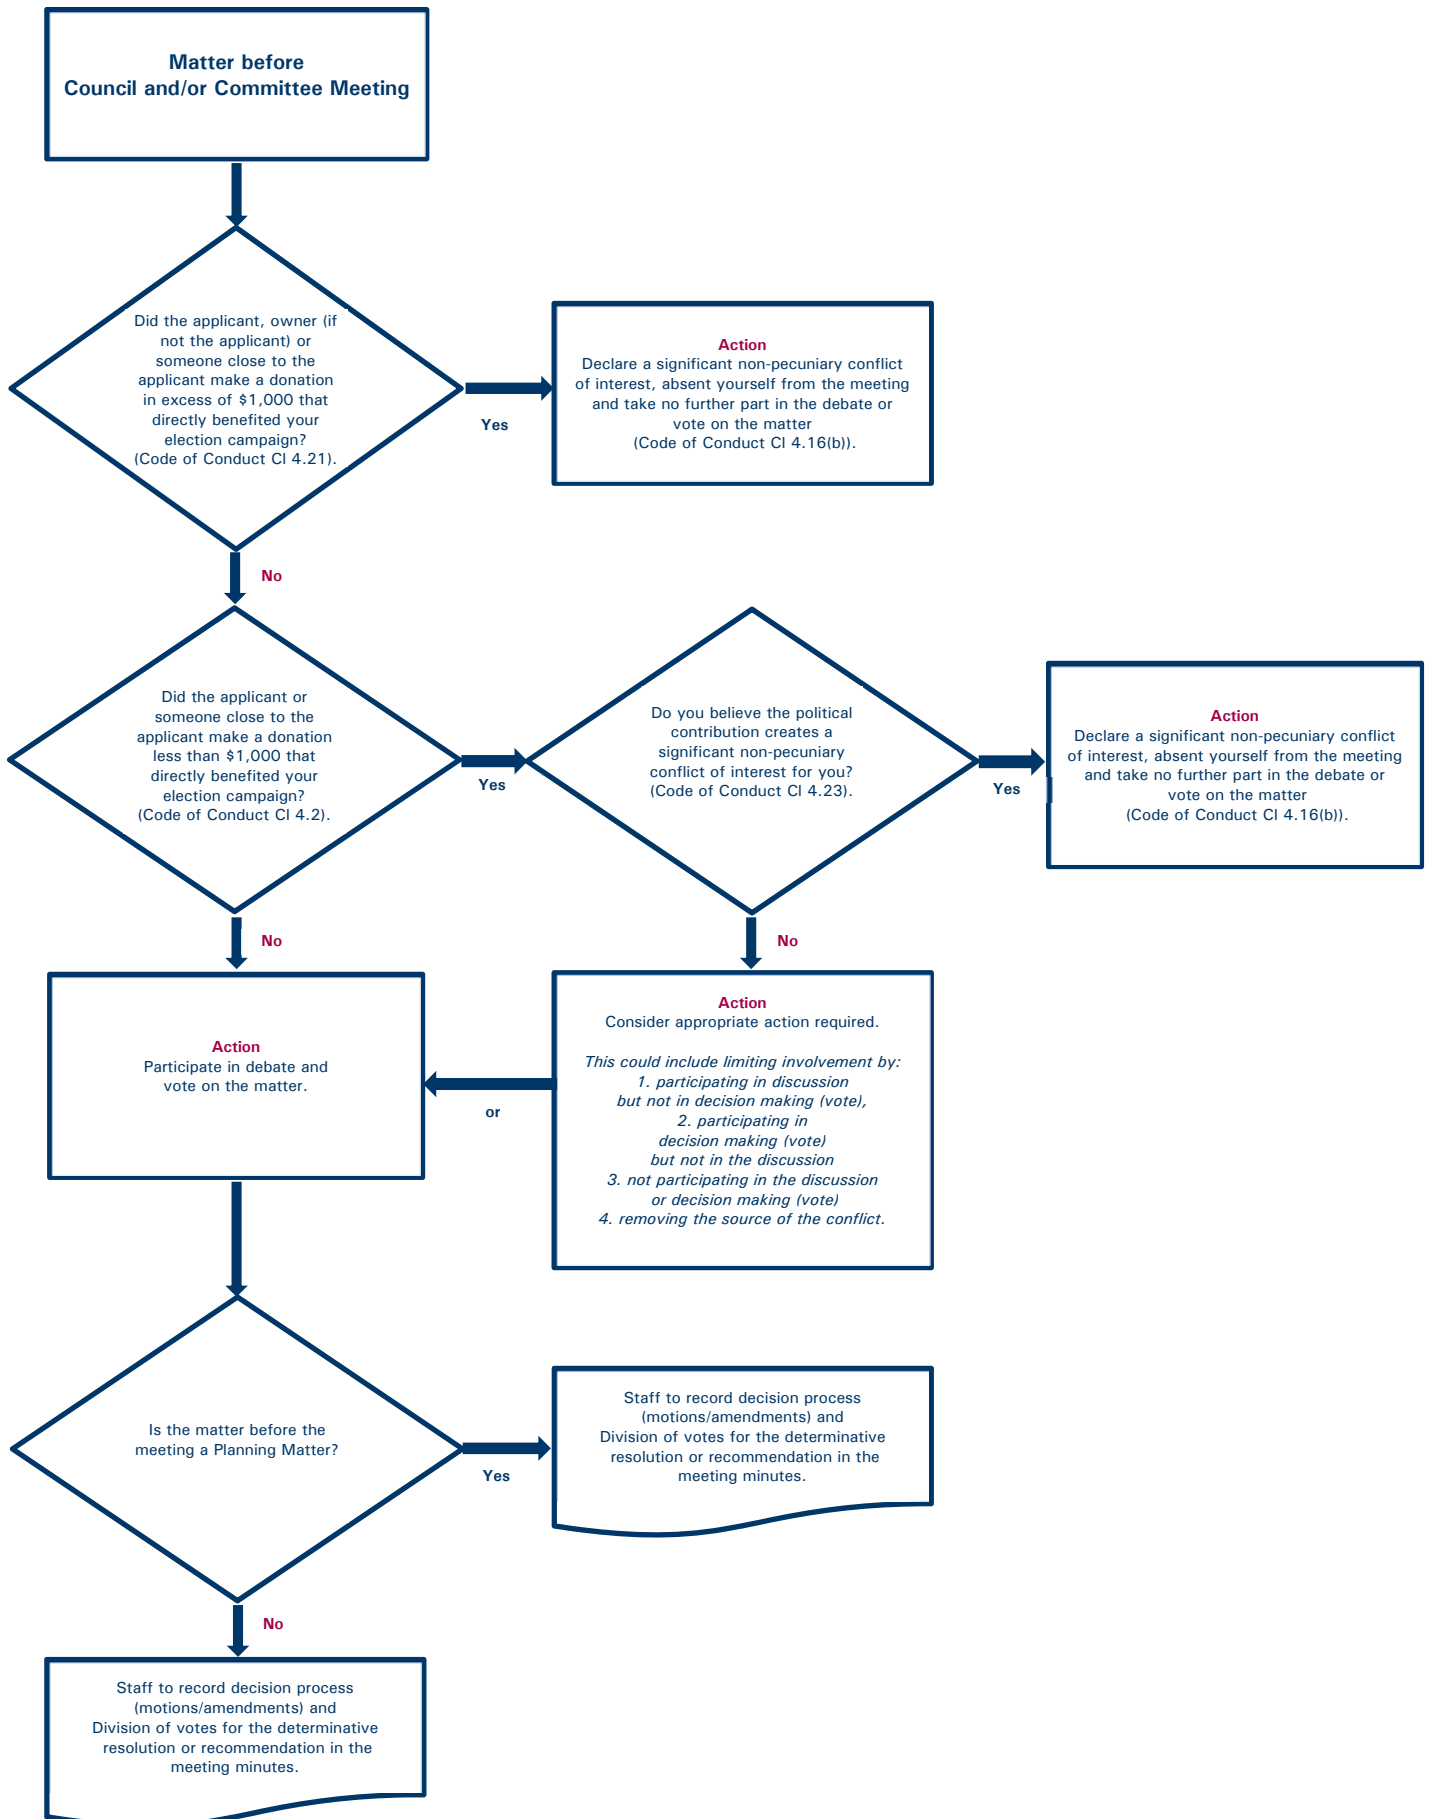 Matter before
Council and/or Committee Meeting
Did the applicant, owner (if
not the applicant) or
someone close to the
applicant make a donation
in excess of $1,000 that
directly benefited your
election campaign?
(Code of Conduct Cl 4.21).
Yes
Action
Declare a significant non-pecuniary conflict
of interest, absent yourself from the meeting
and take no further part in the debate or
vote on the matter
(Code of Conduct Cl 4.16(b)).
No
Did the applicant or
someone close to the
applicant make a donation
less than $1,000 that
directly benefited your
election campaign?
(Code of Conduct Cl 4.2).
Yes
Do you believe the political
contribution creates a
significant non-pecuniary
conflict of interest for you?
(Code of Conduct Cl 4.23).
Yes
Action
Declare a significant non-pecuniary conflict
of interest, absent yourself from the meeting
and take no further part in the debate or
vote on the matter
(Code of Conduct Cl 4.16(b)).
No
No
Action
Participate in debate and
vote on the matter.
or
Action
Consider appropriate action required.
This could include limiting involvement by:
1. participating in discussion
but not in decision making (vote),
2. participating in
decision making (vote)
but not in the discussion
3. not participating in the discussion
or decision making (vote)
4. removing the source of the conflict.
Is the matter before the
meeting a Planning Matter?
Yes
Staff to record decision process
(motions/amendments) and
Division of votes for the determinative
resolution or recommendation in the
meeting minutes.
No
Staff to record decision process
(motions/amendments) and
Division of votes for the determinative
resolution or recommendation in the
meeting minutes.